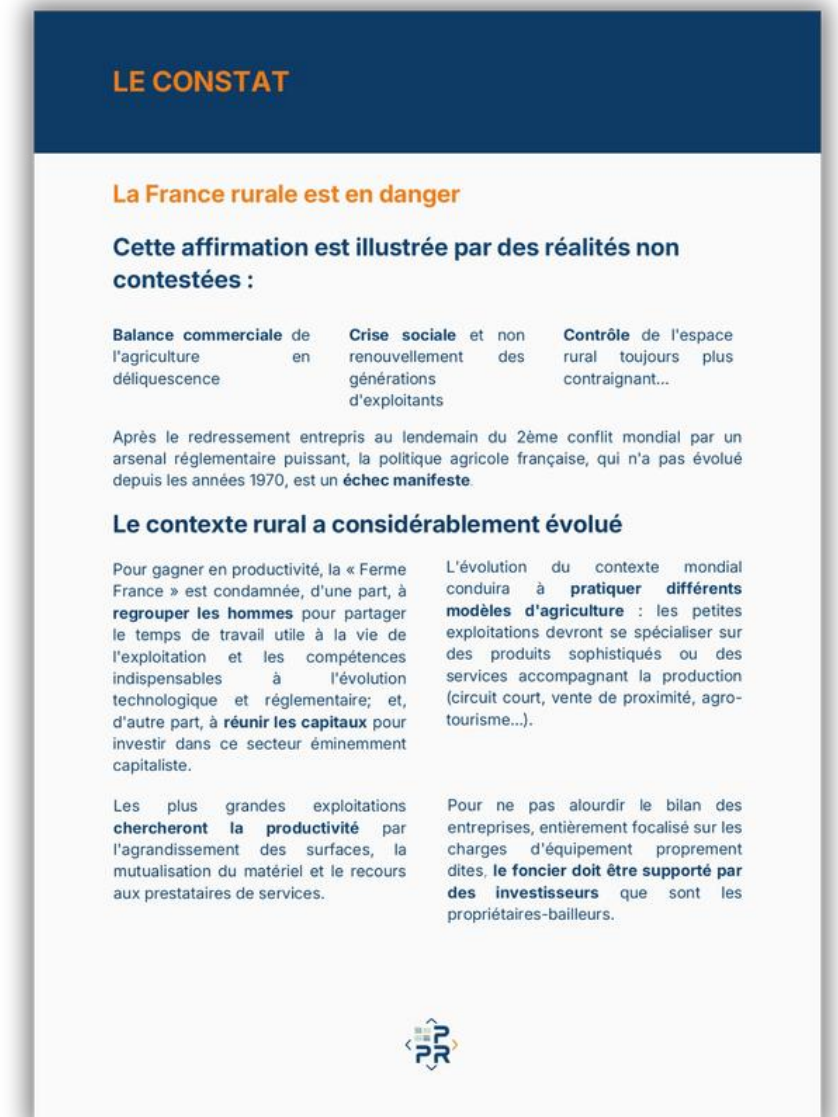 LE CONSTAT
La France rurale est en danger
Cette affirmation est illustrée par des réalités non
contestées :
Balance commerciale de
l'agriculture en
déliquescence
Crise sociale et non
renouvellement des
générations
d'exploitants
Contrôle de l'espace
rural toujours plus
contraignant...
Après le redressement entrepris au lendemain du 2ème conflit mondial par un
arsenal réglementaire puissant, la politique agricole française, qui n'a pas évolué
depuis les années 1970, est un échec manifeste.
Le contexte rural a considérablement évolué
Pour gagner en productivité, la « Ferme
France » est condamnée, d'une part, à
regrouper les hommes pour partager
le temps de travail utile à la vie de
l'exploitation et les compétences
indispensables à l'évolution
technologique et réglementaire; et,
d'autre part, à réunir les capitaux pour
investir dans ce secteur éminemment
capitaliste.
L'évolution du contexte mondial
conduira à pratiquer différents
modèles d'agriculture : les petites
exploitations devront se spécialiser sur
des produits sophistiqués ou des
services accompagnant la production
(circuit court, vente de proximité, agro-
tourisme...).
Les plus grandes exploitations
chercheront la productivité par
l'agrandissement des surfaces, la
mutualisation du matériel et le recours
aux prestataires de services.
Pour ne pas alourdir le bilan des
entreprises, entièrement focalisé sur les
charges d'équipement proprement
dites, le foncier doit être supporté par
des investisseurs que sont les
propriétaires-bailleurs.
P
PR